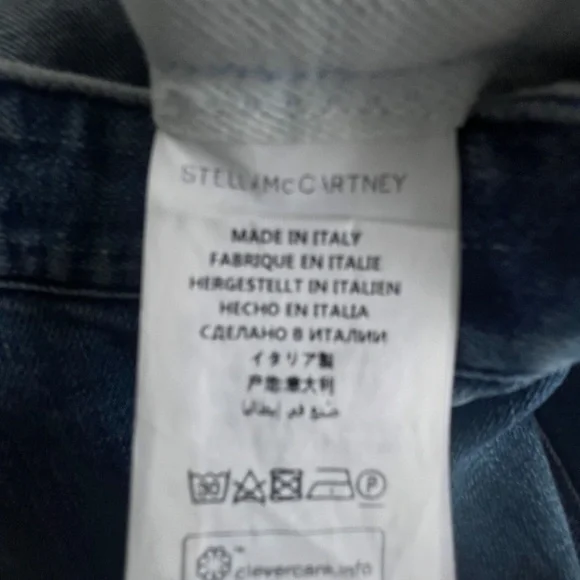 STELLA McCARTNEY
MADE IN ITALY
FABRIQUE EN ITALIE
HERGESTELLT IN ITALIEN
HECHO EN ITALIA
СДЕЛАНО В ИТАЛИИ
イタリア製
产地:意大利
صنع في إيطاليا
30 P
™
clevercare.info